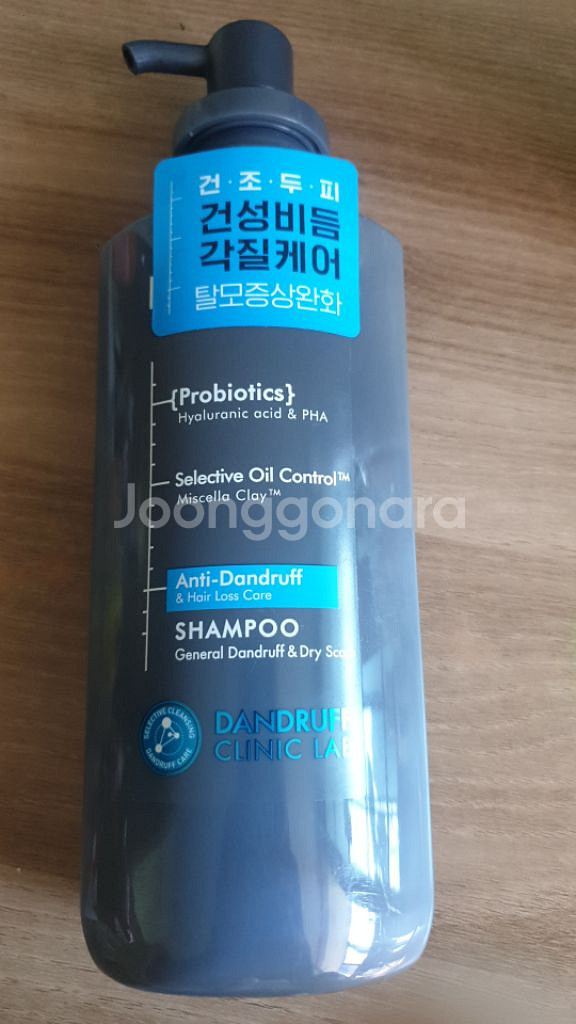 건·조·두·피
건성비듬
각질케어
탈모증상완화
{Probiotics}
Hyaluranic acid & PHA
Selective Oil Control™
Miscella Clay™
Joonggonara
Anti-Dandruff
& Hair Loss Care
SHAMPOO
General Dandruff & Dry
SELECTIVE CLEANSING
DANDRUFF CARE
DANDRUFF
CLINIC LAB